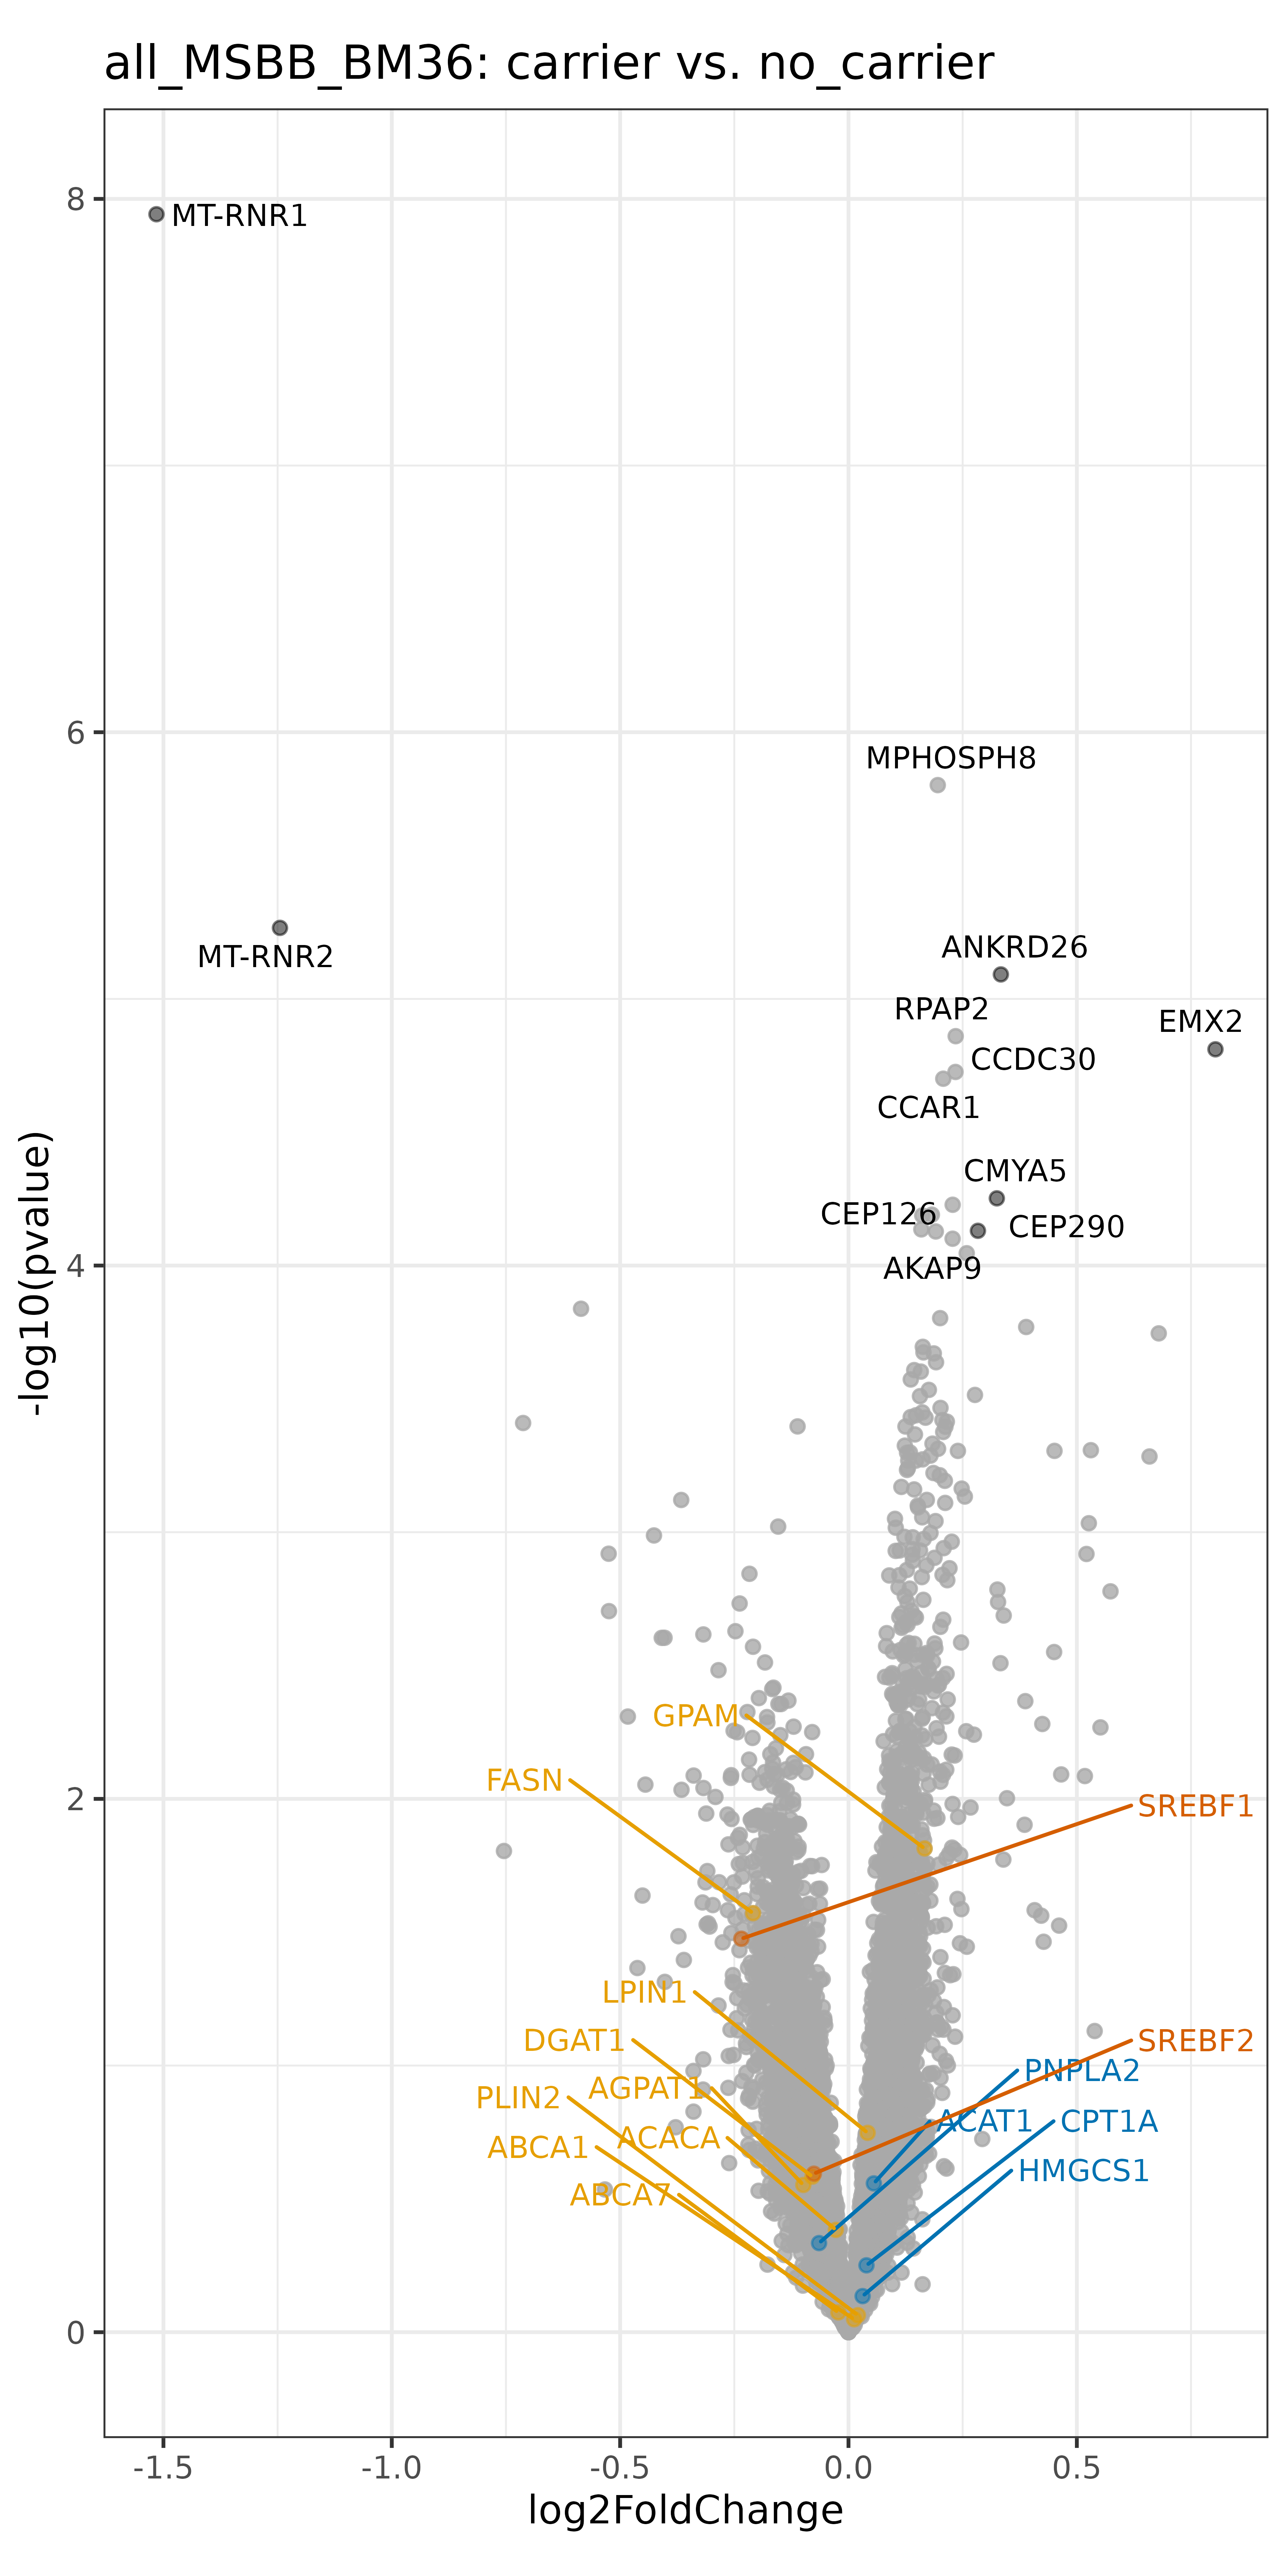 all_MSBB_BM36: carrier vs. no_carrier
8
MT-RNR1
6
MPHOSPH8
MT-RNR2
ANKRD26
RPAP2
EMX2
CCDC30
CCAR1
CMYA5
CEP126
CEP290
4
AKAP9
-log10(pvalue)
GPAM
FASN
2
SREBF1
LPIN1
DGAT1
SREBF2
PNPLA2
AGPAT1
PLIN2
ACAT1
CPT1A
ACACA
ABCA1
HMGCS1
ABCA7
0
-1.5
-1.0
-0.5
0.0
0.5
log2FoldChange